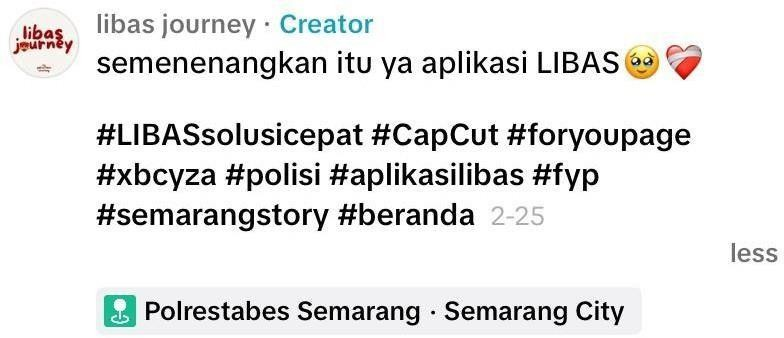 libas journey
libas journey · Creator
semenenangkan itu ya aplikasi LIBAS🥹❤️‍🩹
#LIBASsolusicepat #CapCut #foryoupage
#xbcyza #polisi #aplikasilibas #fyp
#semarangstory #beranda 2-25
less
Polrestabes Semarang · Semarang City